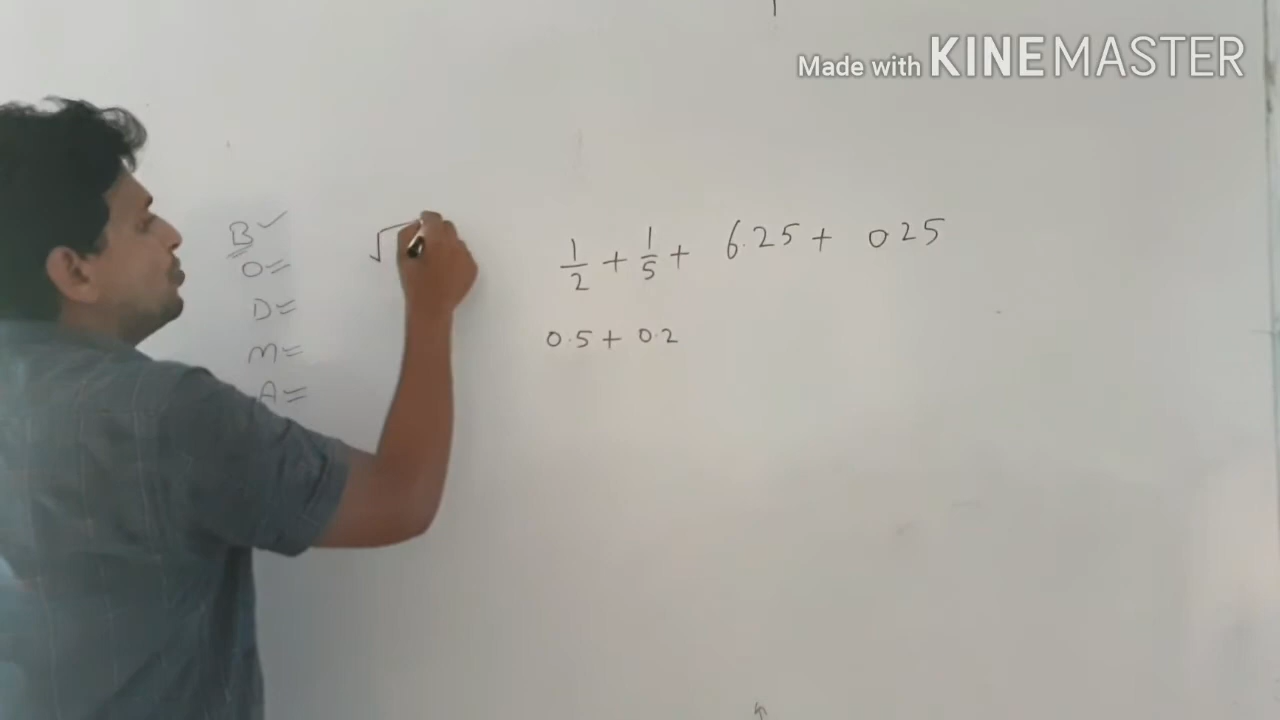 Made with KINEMASTER
B✓
O=
D=
M=
A=
√
1/2 + 1/5 + 6.25 + 0 25
0.5 + 0.2